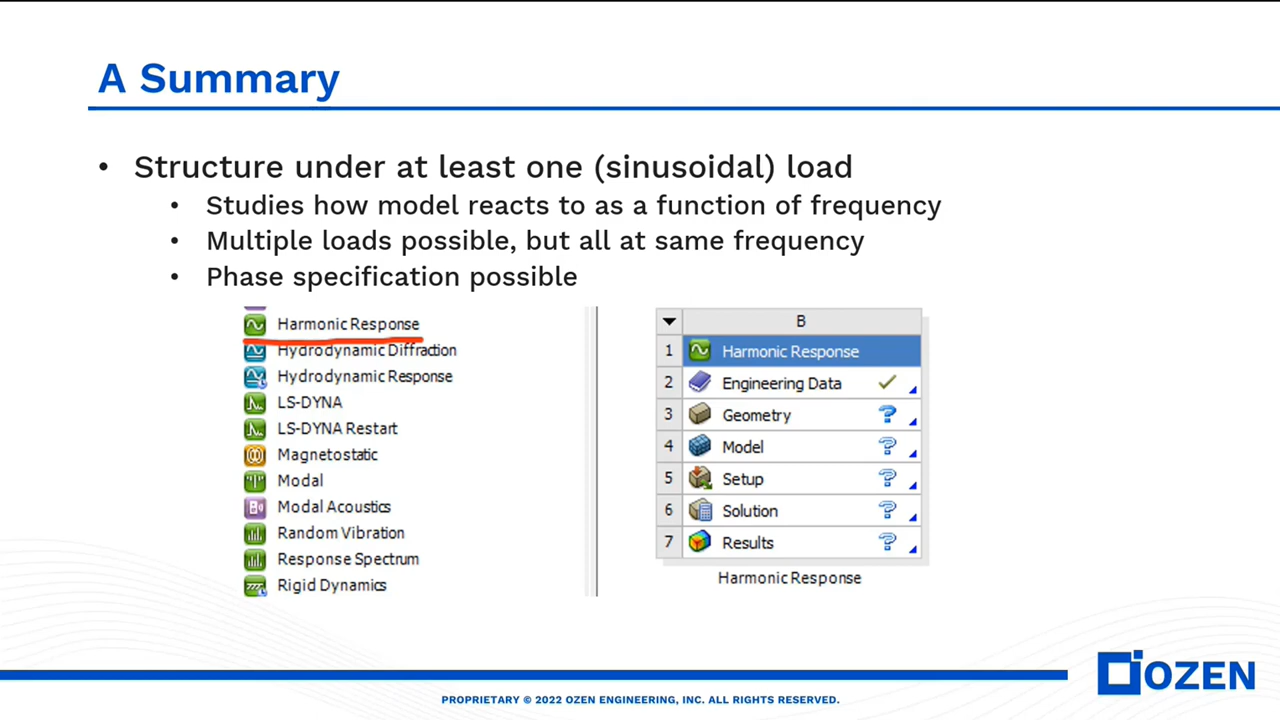 A Summary
• Structure under at least one (sinusoidal) load
• Studies how model reacts to as a function of frequency
• Multiple loads possible, but all at same frequency
• Phase specification possible
Harmonic Response
Hydrodynamic Diffraction
Hydrodynamic Response
LS-DYNA
LS-DYNA Restart
Magnetostatic
Modal
Modal Acoustics
Random Vibration
Response Spectrum
Rigid Dynamics
B
1 Harmonic Response
2 Engineering Data
3 Geometry ?
4 Model ?
5 Setup ?
6 Solution ?
7 Results ?
Harmonic Response
OZEN
PROPRIETARY © 2022 OZEN ENGINEERING, INC. ALL RIGHTS RESERVED.